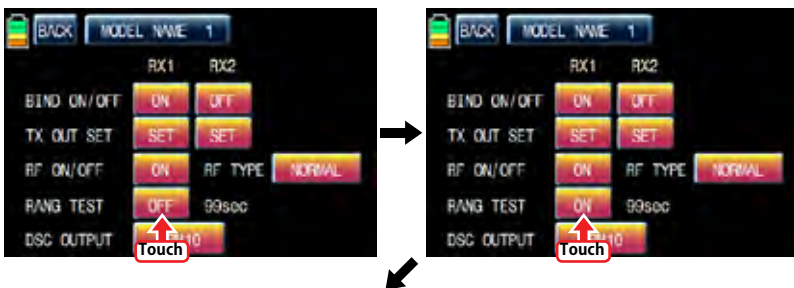 BACK MODEL NAME 1
RX1 RX2
BIND ON/OFF ON OFF
TX OUT SET SET SET
RF ON/OFF ON RF TYPE NORMAL
RANG TEST OFF 99sec
DSC OUTPUT
Touch
BACK MODEL NAME 1
RX1 RX2
BIND ON/OFF ON OFF
TX OUT SET SET SET
RF ON/OFF ON RF TYPE NORMAL
RANG TEST ON 99sec
DSC OUTPUT
Touch